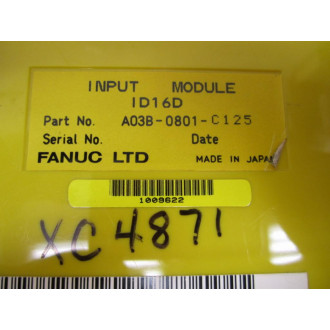 INPUT MODULE
ID16D
Part No. A03B-0801-C125
Serial No. Date
FANUC LTD MADE IN JAPAN
1009622
XC4871